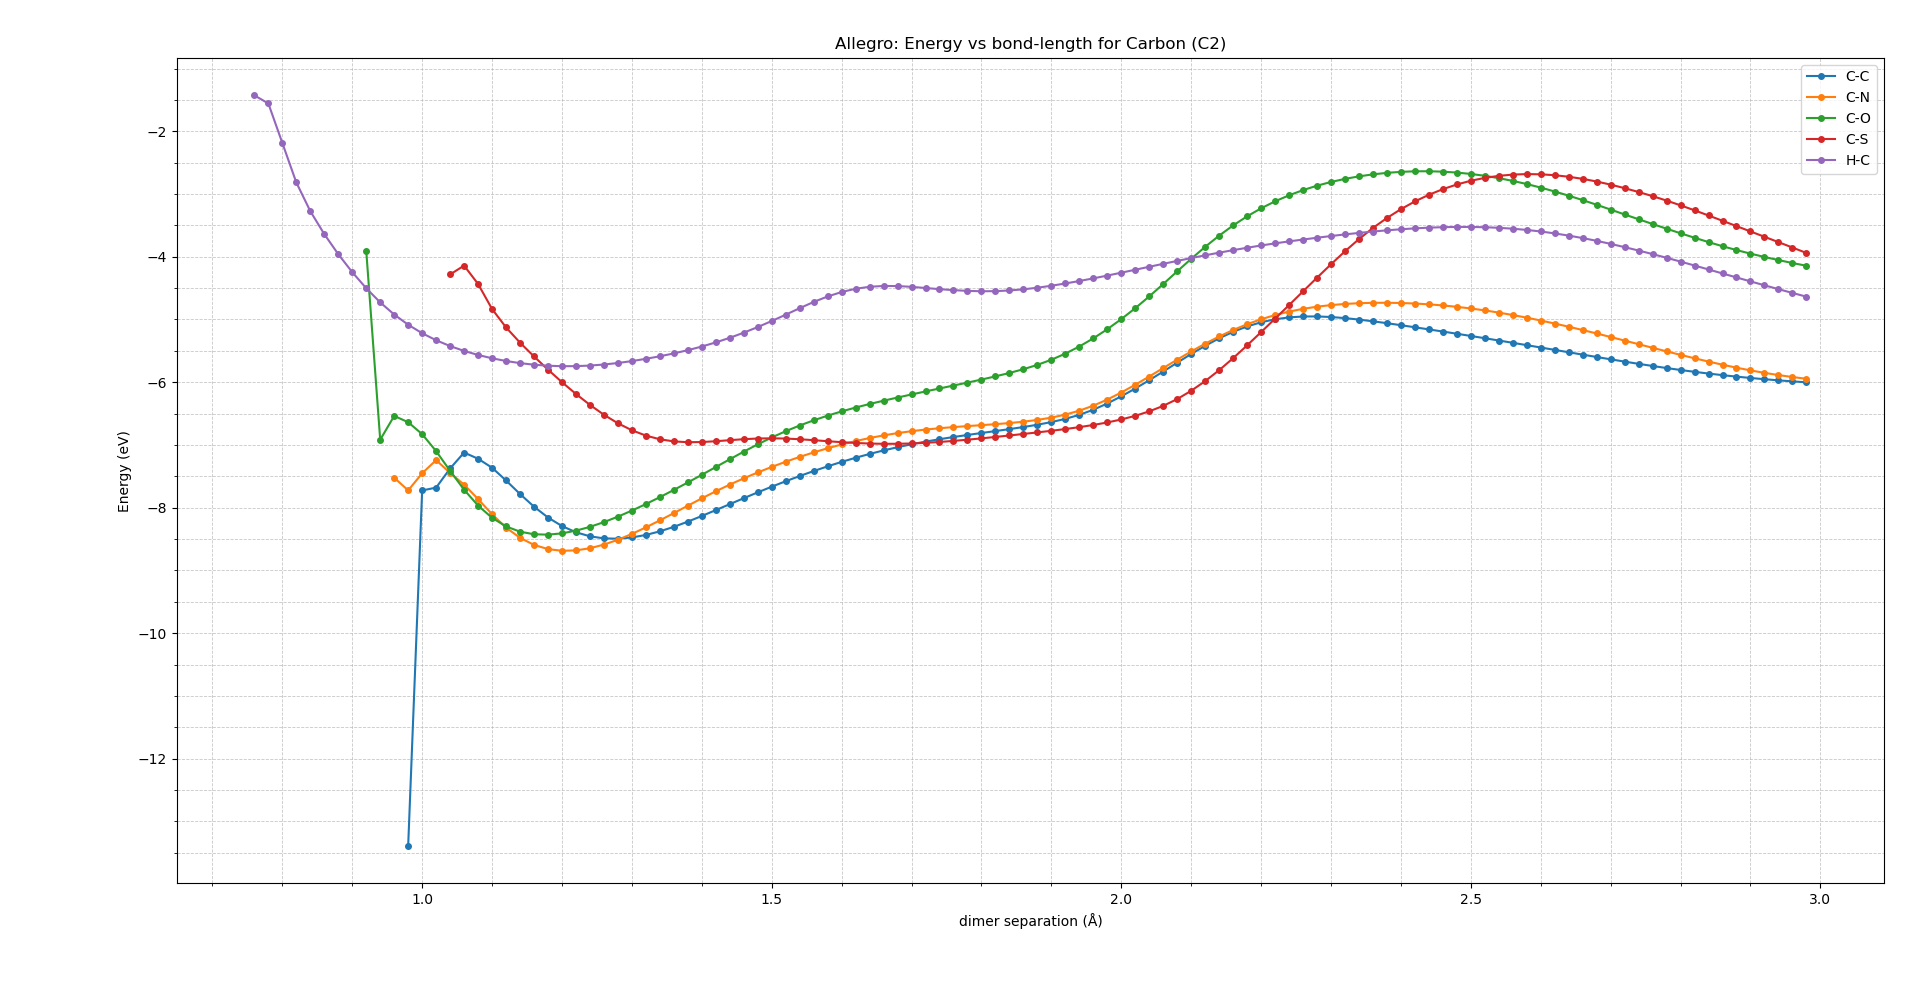 Allegro: Energy vs bond-length for Carbon (C2)
C-C
C-N
C-O
C-S
H-C
Energy (eV)
−2
−4
−6
−8
−10
−12
1.0
1.5
2.0
2.5
3.0
dimer separation (Å)